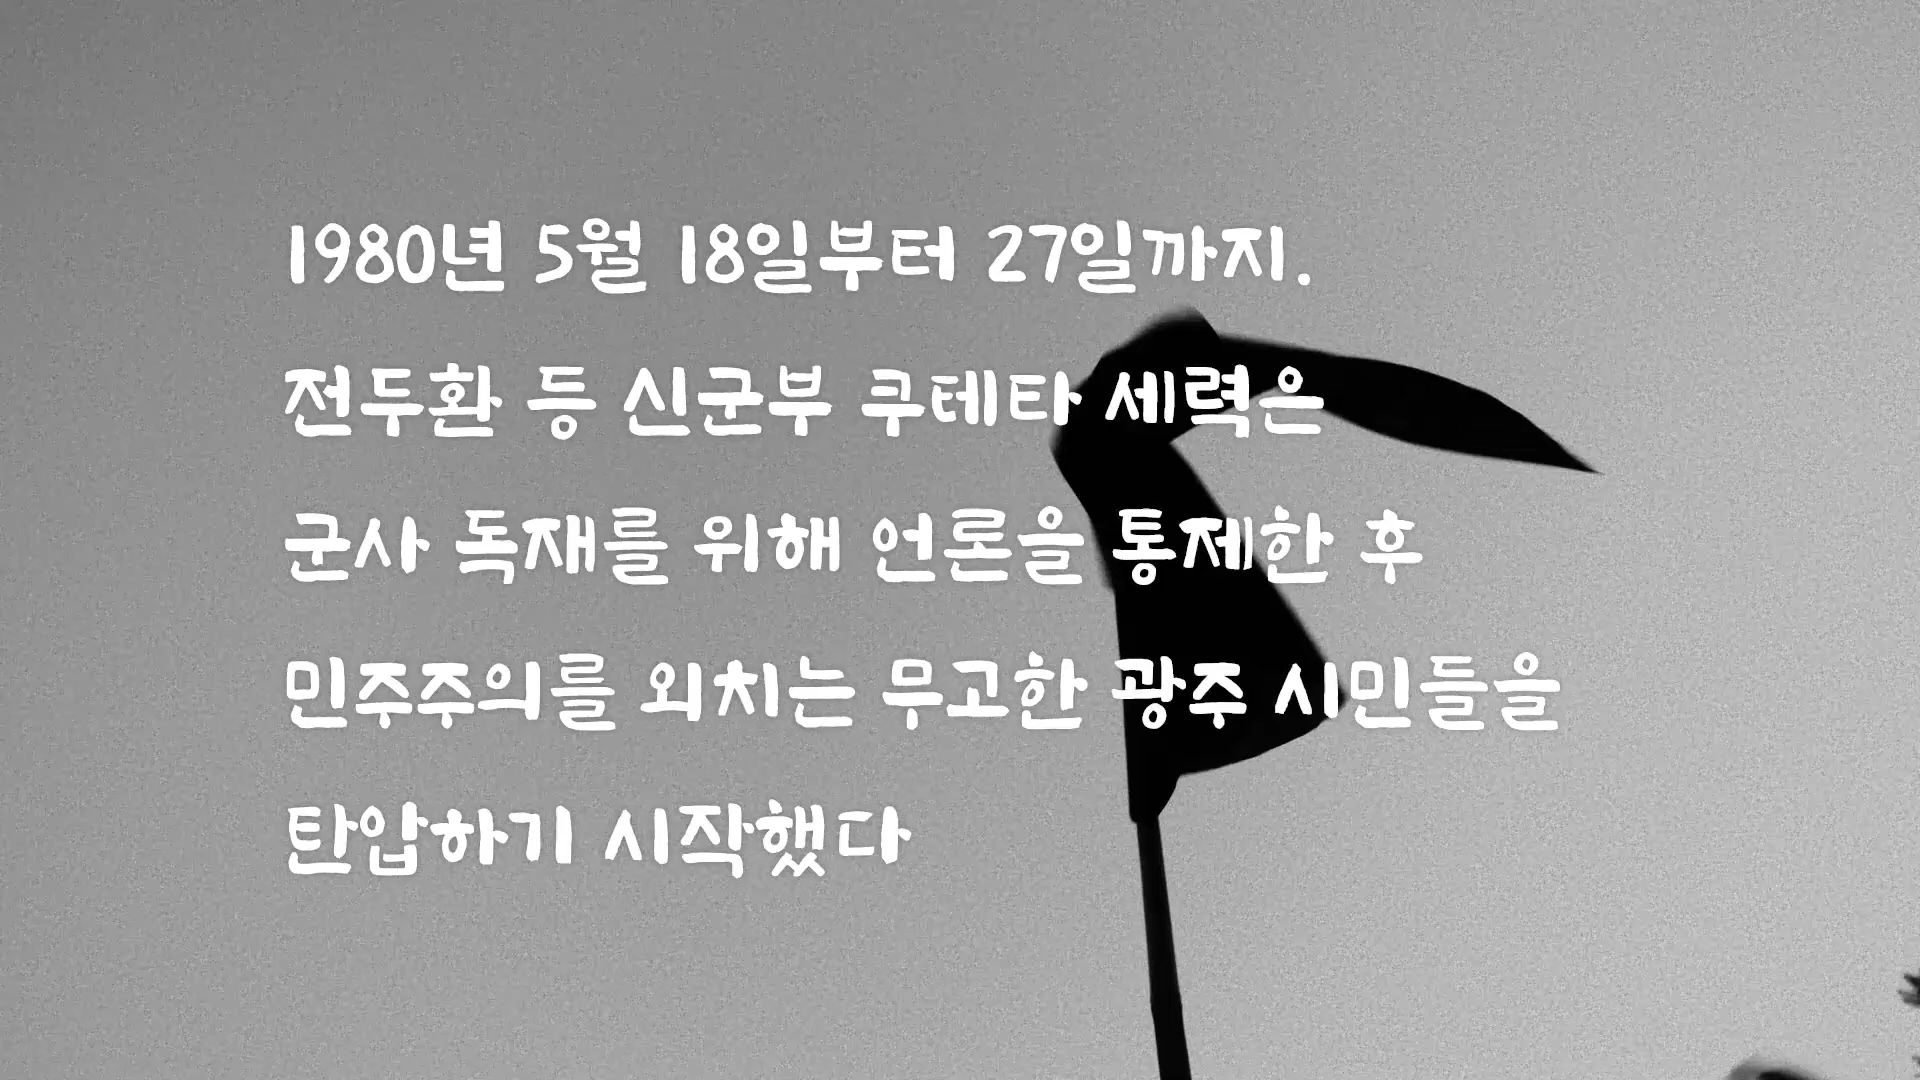 1980년 5월 18일부터 27일까지.
전두환 등 신군부 쿠테타 세력은
군사 독재를 위해 언론을 통제한 후
민주주의를 외치는 무고한 광주 시민들을
탄압하기 시작했다